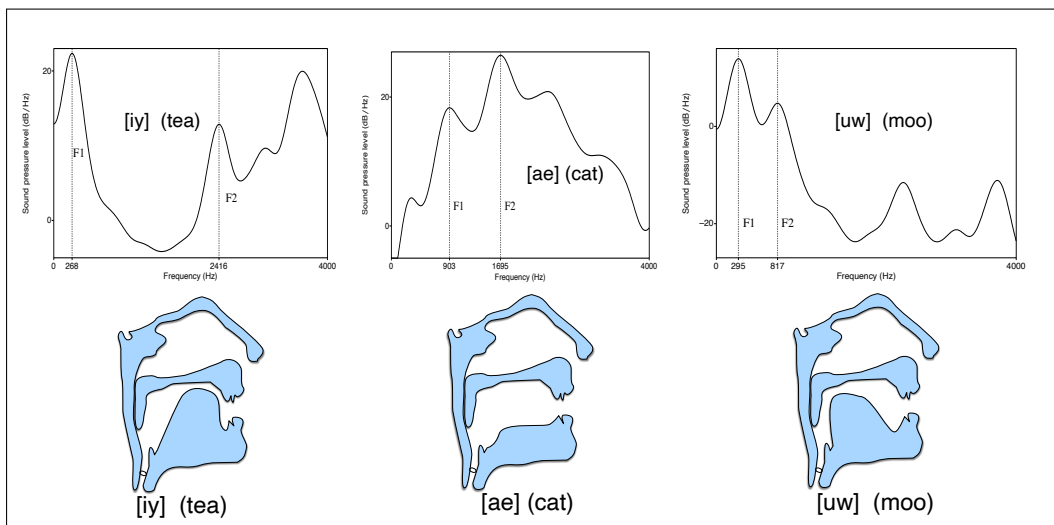 Sound pressure level (dB/Hz)
20
0
[iy] (tea)
F1
F2
0
268
2416
4000
Frequency (Hz)
Sound pressure level (dB/Hz)
20
0
[ae] (cat)
F1
F2
0
903
1695
4000
Frequency (Hz)
Sound pressure level (dB/Hz)
0
−20
[uw] (moo)
F1
F2
0
295
817
4000
Frequency (Hz)
[iy] (tea)
[ae] (cat)
[uw] (moo)